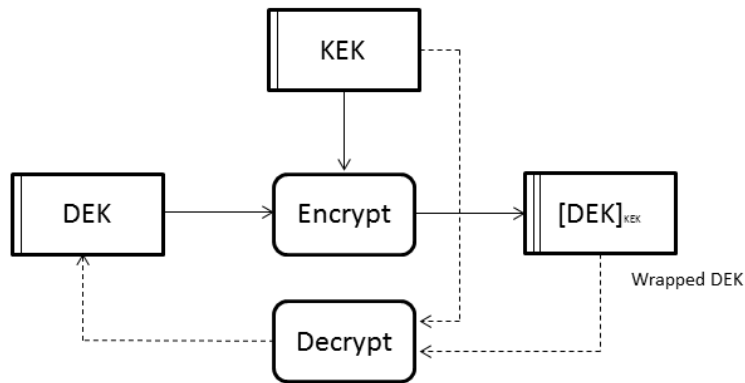 KEK
DEK
Encrypt
[DEK]KEK
Wrapped DEK
Decrypt